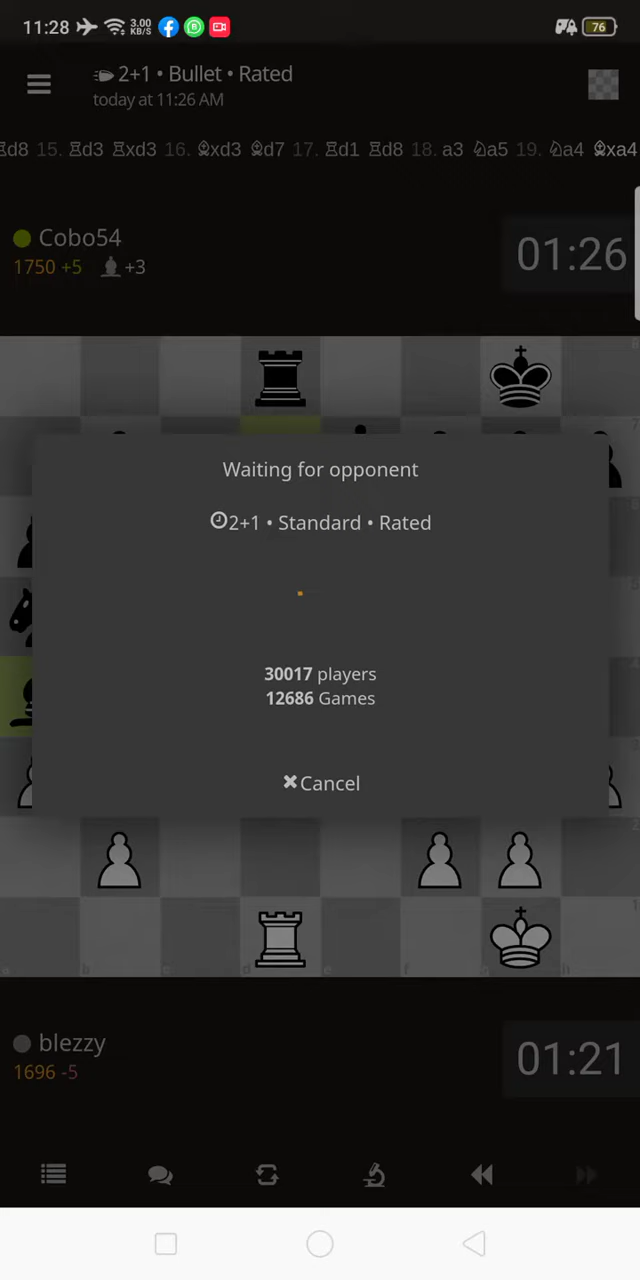 11:28 3.00 KB/S 76
2+1 • Bullet • Rated
today at 11:26 AM
♖d8 15. ♖d3 ♖xd3 16. ♗xd3 ♗d7 17. ♖d1 ♖d8 18. a3 ♘a5 19. ♘a4 ♗xa4
Cobo54
1750 +5 +3
01:26
Waiting for opponent
2+1 • Standard • Rated
30017 players
12686 Games
✖Cancel
a b c d e f h
blezzy
1696 -5
01:21